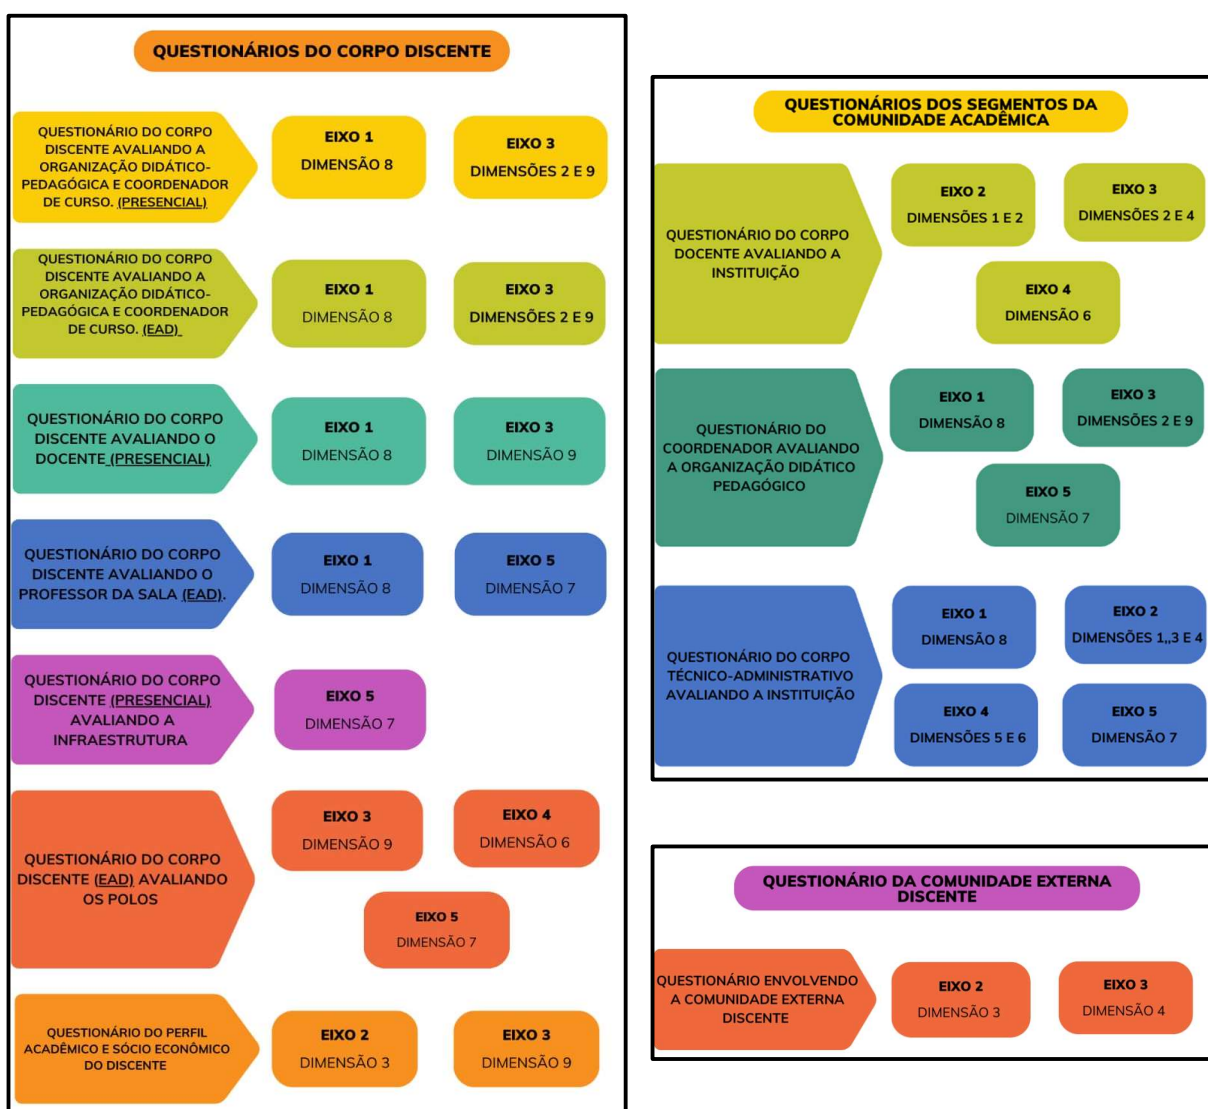 QUESTIONÁRIOS DO CORPO DISCENTE
QUESTIONÁRIO DO CORPO
DISCENTE AVALIANDO A
ORGANIZAÇÃO DIDÁTICO-
PEDAGÓGICA E COORDENADOR
DE CURSO. (PRESENCIAL)
EIXO 1
DIMENSÃO 8
EIXO 3
DIMENSÕES 2 E 9
QUESTIONÁRIO DO CORPO
DISCENTE AVALIANDO A
ORGANIZAÇÃO DIDÁTICO-
PEDAGÓGICA E COORDENADOR
DE CURSO. (EAD)
EIXO 1
DIMENSÃO 8
EIXO 3
DIMENSÕES 2 E 9
QUESTIONÁRIO DO CORPO
DISCENTE AVALIANDO O
DOCENTE (PRESENCIAL)
EIXO 1
DIMENSÃO 8
EIXO 3
DIMENSÃO 9
QUESTIONÁRIO DO CORPO
DISCENTE AVALIANDO O
PROFESSOR DA SALA (EAD).
EIXO 1
DIMENSÃO 8
EIXO 5
DIMENSÃO 7
QUESTIONÁRIO DO CORPO
DISCENTE (PRESENCIAL)
AVALIANDO A
INFRAESTRUTURA
EIXO 5
DIMENSÃO 7
QUESTIONÁRIO DO CORPO
DISCENTE (EAD) AVALIANDO
OS POLOS
EIXO 3
DIMENSÃO 9
EIXO 4
DIMENSÃO 6
EIXO 5
DIMENSÃO 7
QUESTIONÁRIO DO PERFIL
ACADÊMICO E SÓCIO ECONÔMICO
DO DISCENTE
EIXO 2
DIMENSÃO 3
EIXO 3
DIMENSÃO 9
QUESTIONÁRIOS DOS SEGMENTOS DA
COMUNIDADE ACADÊMICA
QUESTIONÁRIO DO CORPO
DOCENTE AVALIANDO A
INSTITUIÇÃO
EIXO 2
DIMENSÕES 1 E 2
EIXO 3
DIMENSÕES 2 E 4
EIXO 4
DIMENSÃO 6
QUESTIONÁRIO DO
COORDENADOR AVALIANDO
A ORGANIZAÇÃO DIDÁTICO
PEDAGÓGICO
EIXO 1
DIMENSÃO 8
EIXO 3
DIMENSÕES 2 E 9
EIXO 5
DIMENSÃO 7
QUESTIONÁRIO DO CORPO
TÉCNICO-ADMINISTRATIVO
AVALIANDO A INSTITUIÇÃO
EIXO 1
DIMENSÃO 8
EIXO 2
DIMENSÕES 1,,3 E 4
EIXO 4
DIMENSÕES 5 E 6
EIXO 5
DIMENSÃO 7
QUESTIONÁRIO DA COMUNIDADE EXTERNA
DISCENTE
QUESTIONÁRIO ENVOLVENDO
A COMUNIDADE EXTERNA
DISCENTE
EIXO 2
DIMENSÃO 3
EIXO 3
DIMENSÃO 4